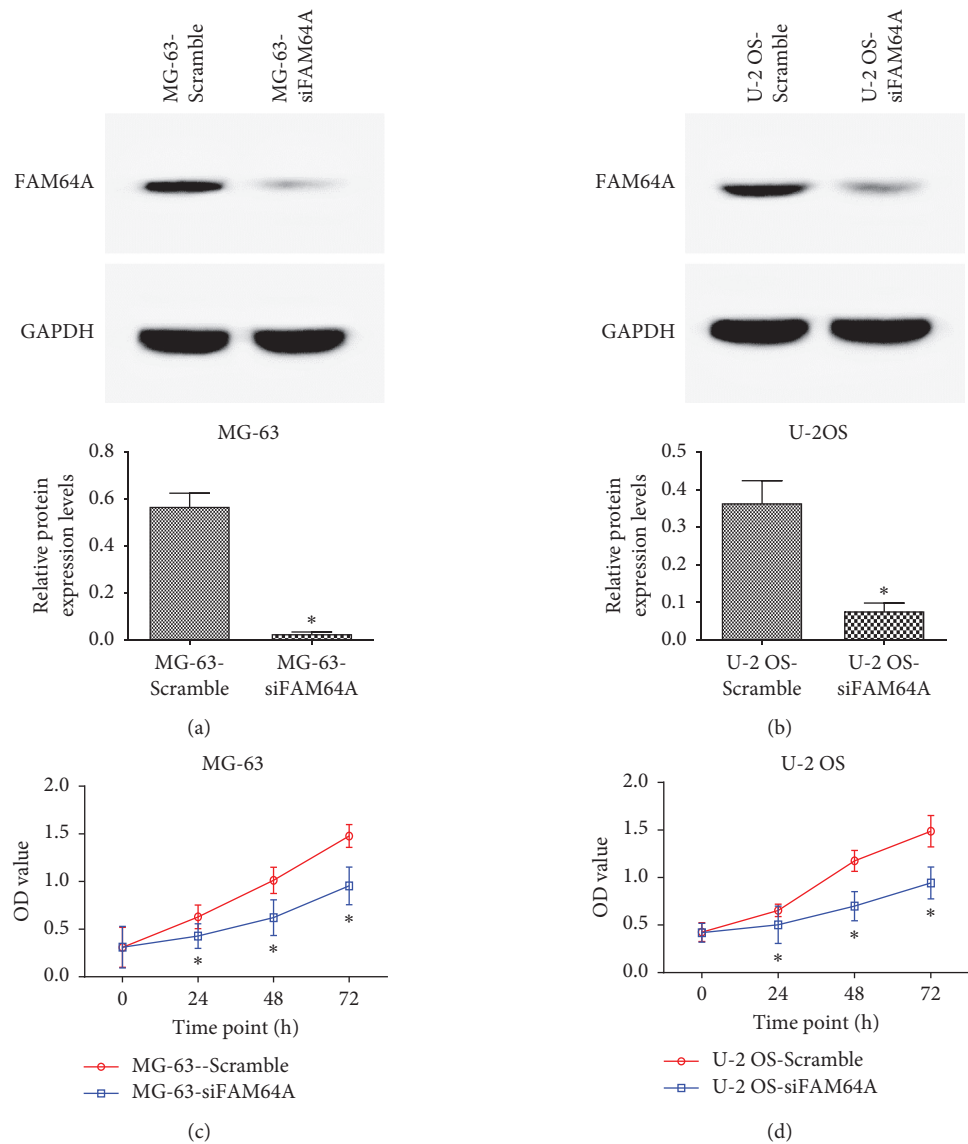 MG-63-
Scramble
MG-63-
siFAM64A
FAM64A
GAPDH
MG-63
Relative protein
expression levels
0.8
0.6
0.4
0.2
0.0
*
MG-63-
Scramble
MG-63-
siFAM64A
(a)
U-2 OS-
Scramble
U-2 OS-
siFAM64A
FAM64A
GAPDH
U-2OS
Relative protein
expression levels
0.5
0.4
0.3
0.2
0.1
0.0
*
U-2 OS-
Scramble
U-2 OS-
siFAM64A
(b)
MG-63
OD value
2.0
1.5
1.0
0.5
0.0
* * *
0 24 48 72
Time point (h)
MG-63--Scramble
MG-63-siFAM64A
(c)
U-2 OS
OD value
2.0
1.5
1.0
0.5
0.0
* * *
0 24 48 72
Time point (h)
U-2 OS-Scramble
U-2 OS-siFAM64A
(d)